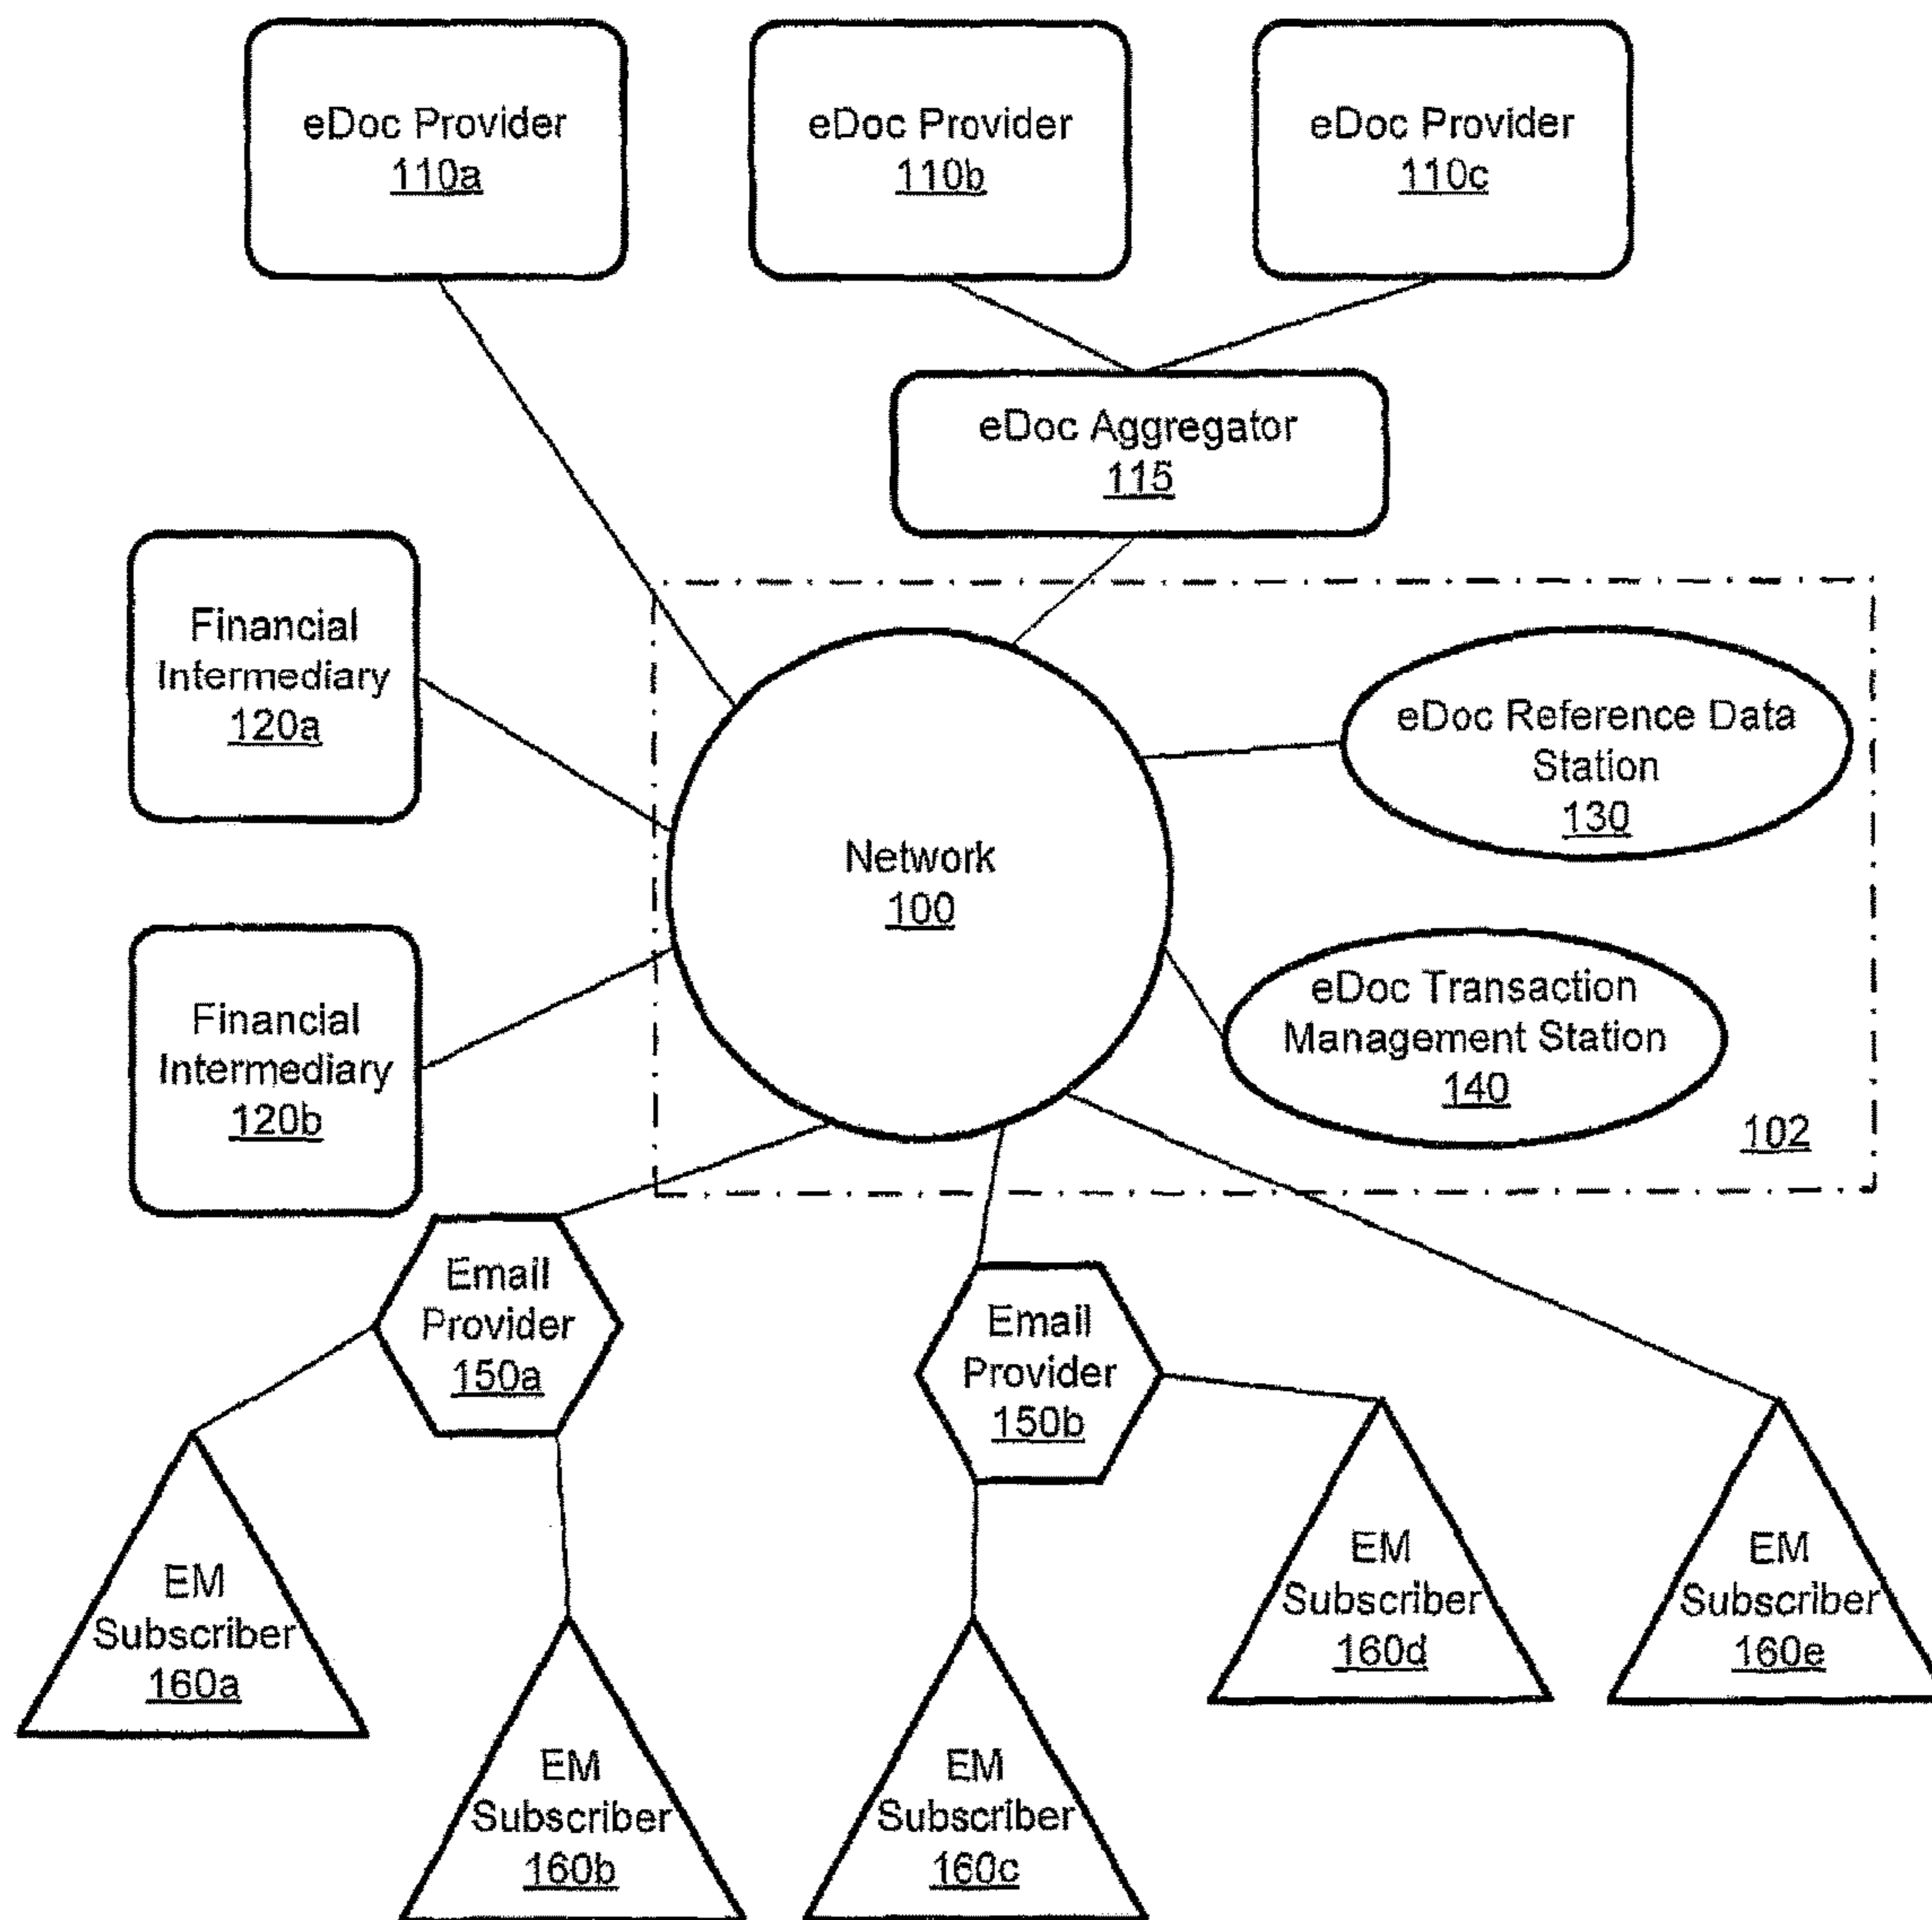 eDoc Provider
110a
eDoc Provider
110b
eDoc Provider
110c
eDoc Aggregator
115
Financial
Intermediary
120a
eDoc Reference Data
Station
130
Network
100
Financial
Intermediary
120b
eDoc Transaction
Management Station
140
102
Email
Provider
150a
Email
Provider
150b
EM
Subscriber
160a
EM
Subscriber
160b
EM
Subscriber
160c
EM
Subscriber
160d
EM
Subscriber
160e